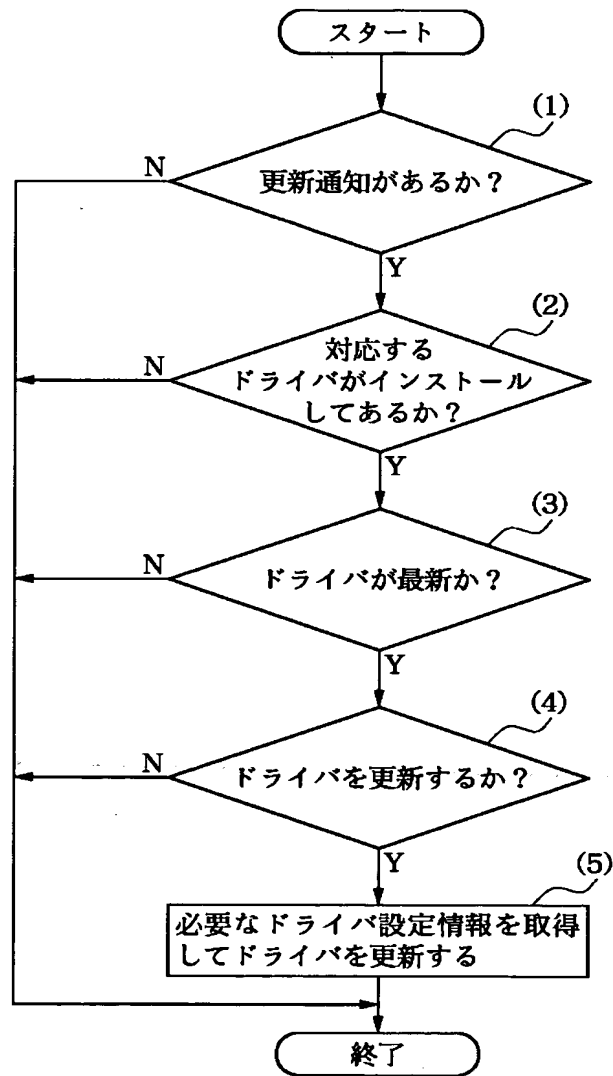 スタート
(1)
N
更新通知があるか？
Y
(2)
N
対応する
ドライバがインストール
してあるか？
Y
(3)
N
ドライバが最新か？
Y
(4)
N
ドライバを更新するか？
Y
(5)
必要なドライバ設定情報を取得
してドライバを更新する
終了